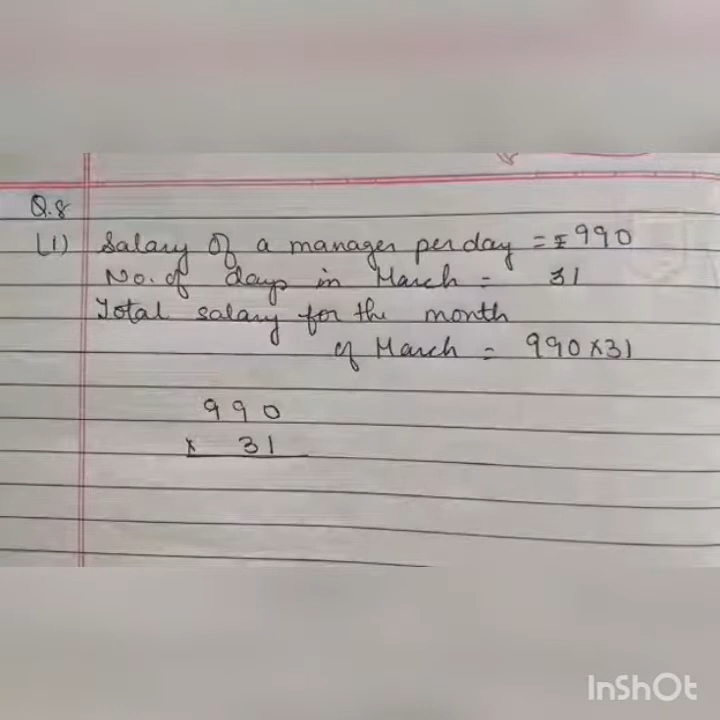 Q.8
(1) Salary of a manager per day = ₹990
No. of days in March = 31
Total salary for the month
of March = 990×31
990
× 31
InShOt